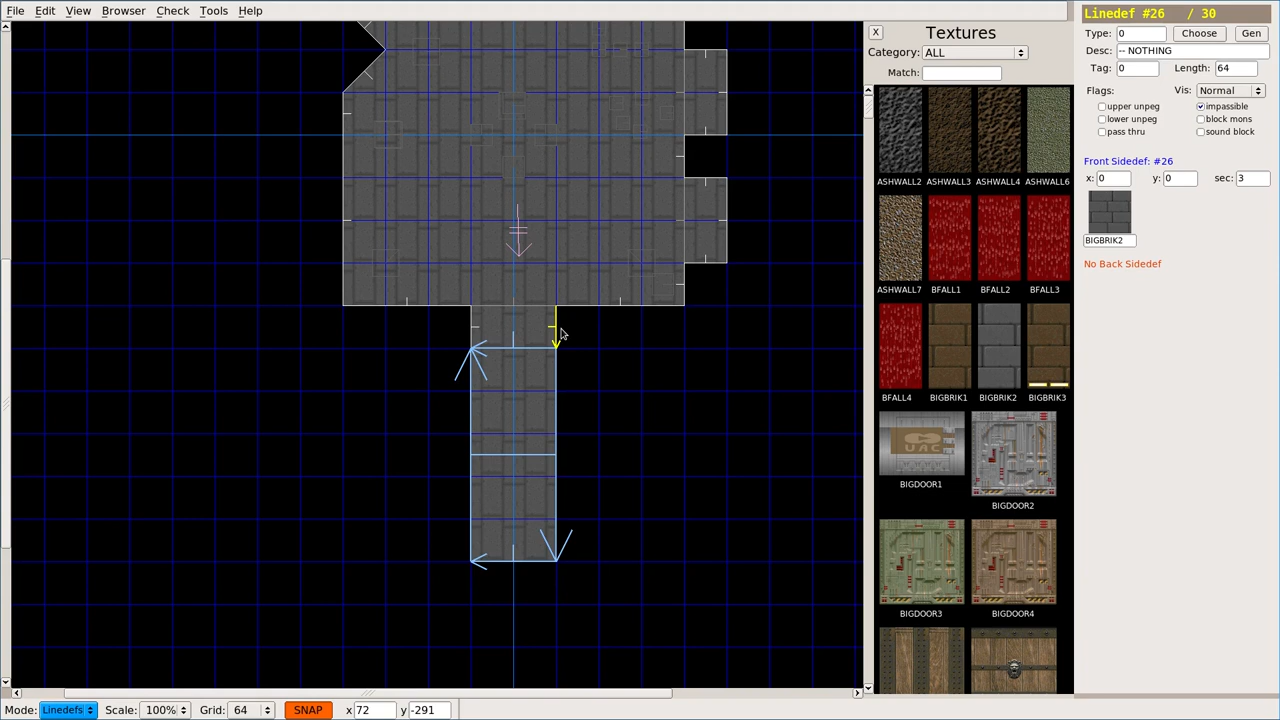 File Edit View Browser Check Tools Help
Textures
X
Category: ALL
Match:
ASHWALL2 ASHWALL3 ASHWALL4 ASHWALL6
ASHWALL7 BFALL1 BFALL2 BFALL3
BFALL4 BIGBRIK1 BIGBRIK2 BIGBRIK3
UAC
BIGDOOR1
BIGDOOR2
BIGDOOR3 BIGDOOR4
Linedef #26 / 30
Type: 0 Choose Gen
Desc: -- NOTHING
Tag: 0 Length: 64
Flags: Vis: Normal
upper unpeg impassible
lower unpeg block mons
pass thru sound block
Front Sidedef: #26
x: 0 y: 0 sec: 3
BIGBRIK2
No Back Sidedef
Mode: Linedefs Scale: 100% Grid: 64 SNAP x 72 y -291